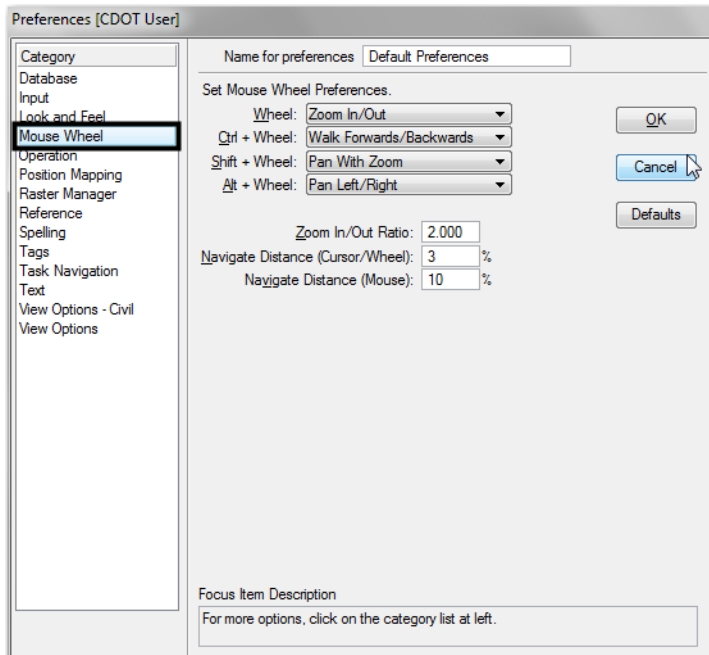 Preferences [CDOT User]
Category
Database
Input
Look and Feel
Mouse Wheel
Operation
Position Mapping
Raster Manager
Reference
Spelling
Tags
Task Navigation
Text
View Options - Civil
View Options
Name for preferences Default Preferences
Set Mouse Wheel Preferences.
Wheel: Zoom In/Out
Ctrl + Wheel: Walk Forwards/Backwards
Shift + Wheel: Pan With Zoom
Alt + Wheel: Pan Left/Right
Zoom In/Out Ratio: 2.000
Navigate Distance (Cursor/Wheel): 3 %
Navigate Distance (Mouse): 10 %
OK
Cancel
Defaults
Focus Item Description
For more options, click on the category list at left.